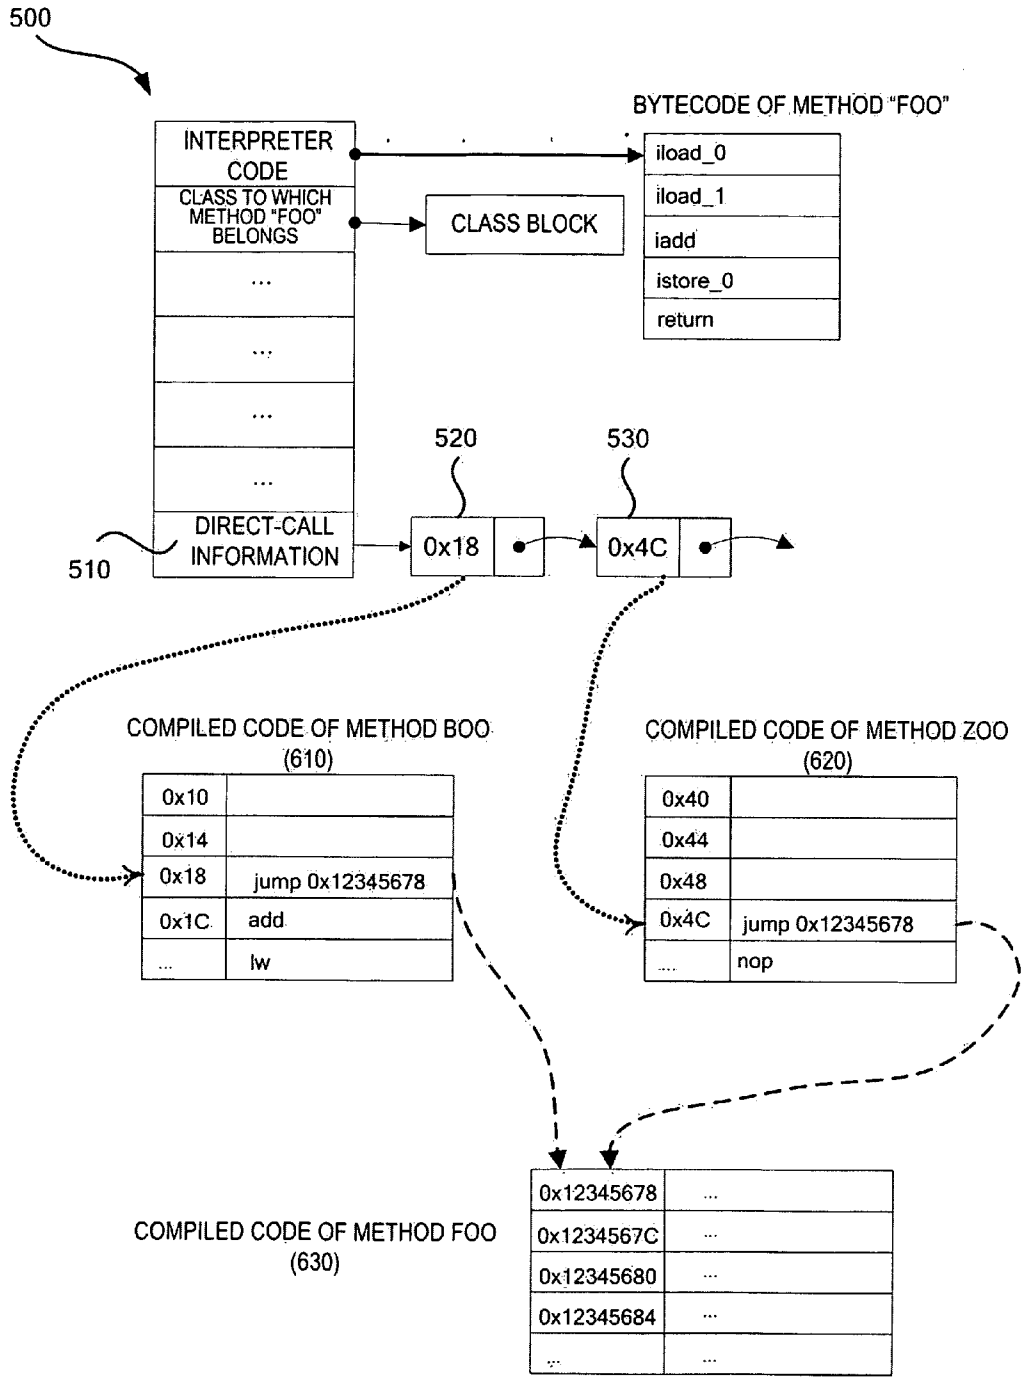 500
BYTECODE OF METHOD "FOO"
INTERPRETER
CODE
iload_0
CLASS TO WHICH
METHOD "FOO"
BELONGS
CLASS BLOCK
iload_1
iadd
istore_0
return
...
...
...
...
520
530
DIRECT-CALL
INFORMATION
510
0x18
0x4C
COMPILED CODE OF METHOD BOO
(610)
0x10
0x14
0x18 jump 0x12345678
0x1C add
... lw
COMPILED CODE OF METHOD ZOO
(620)
0x40
0x44
0x48
0x4C jump 0x12345678
.... nop
COMPILED CODE OF METHOD FOO
(630)
0x12345678 ...
0x1234567C ...
0x12345680 ...
0x12345684 ...
... ...